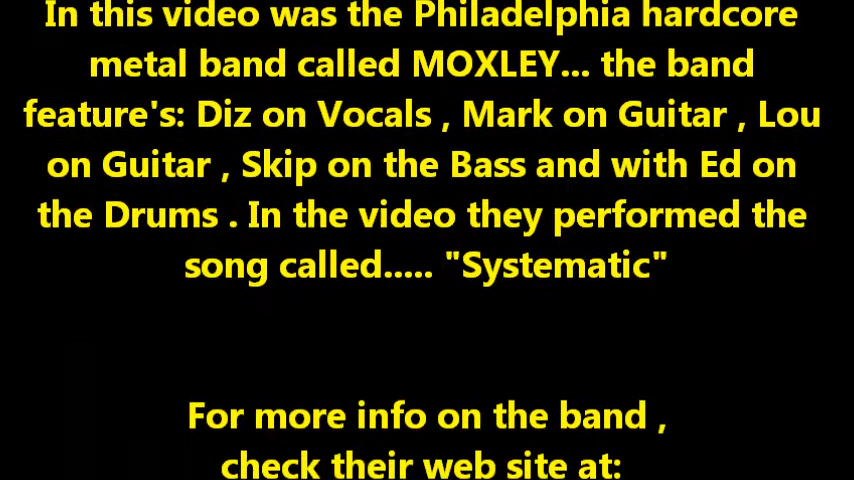 In this video was the Philadelphia hardcore
metal band called MOXLEY... the band
feature's: Diz on Vocals , Mark on Guitar , Lou
on Guitar , Skip on the Bass and with Ed on
the Drums . In the video they performed the
song called..... "Systematic"
For more info on the band ,
check their web site at: